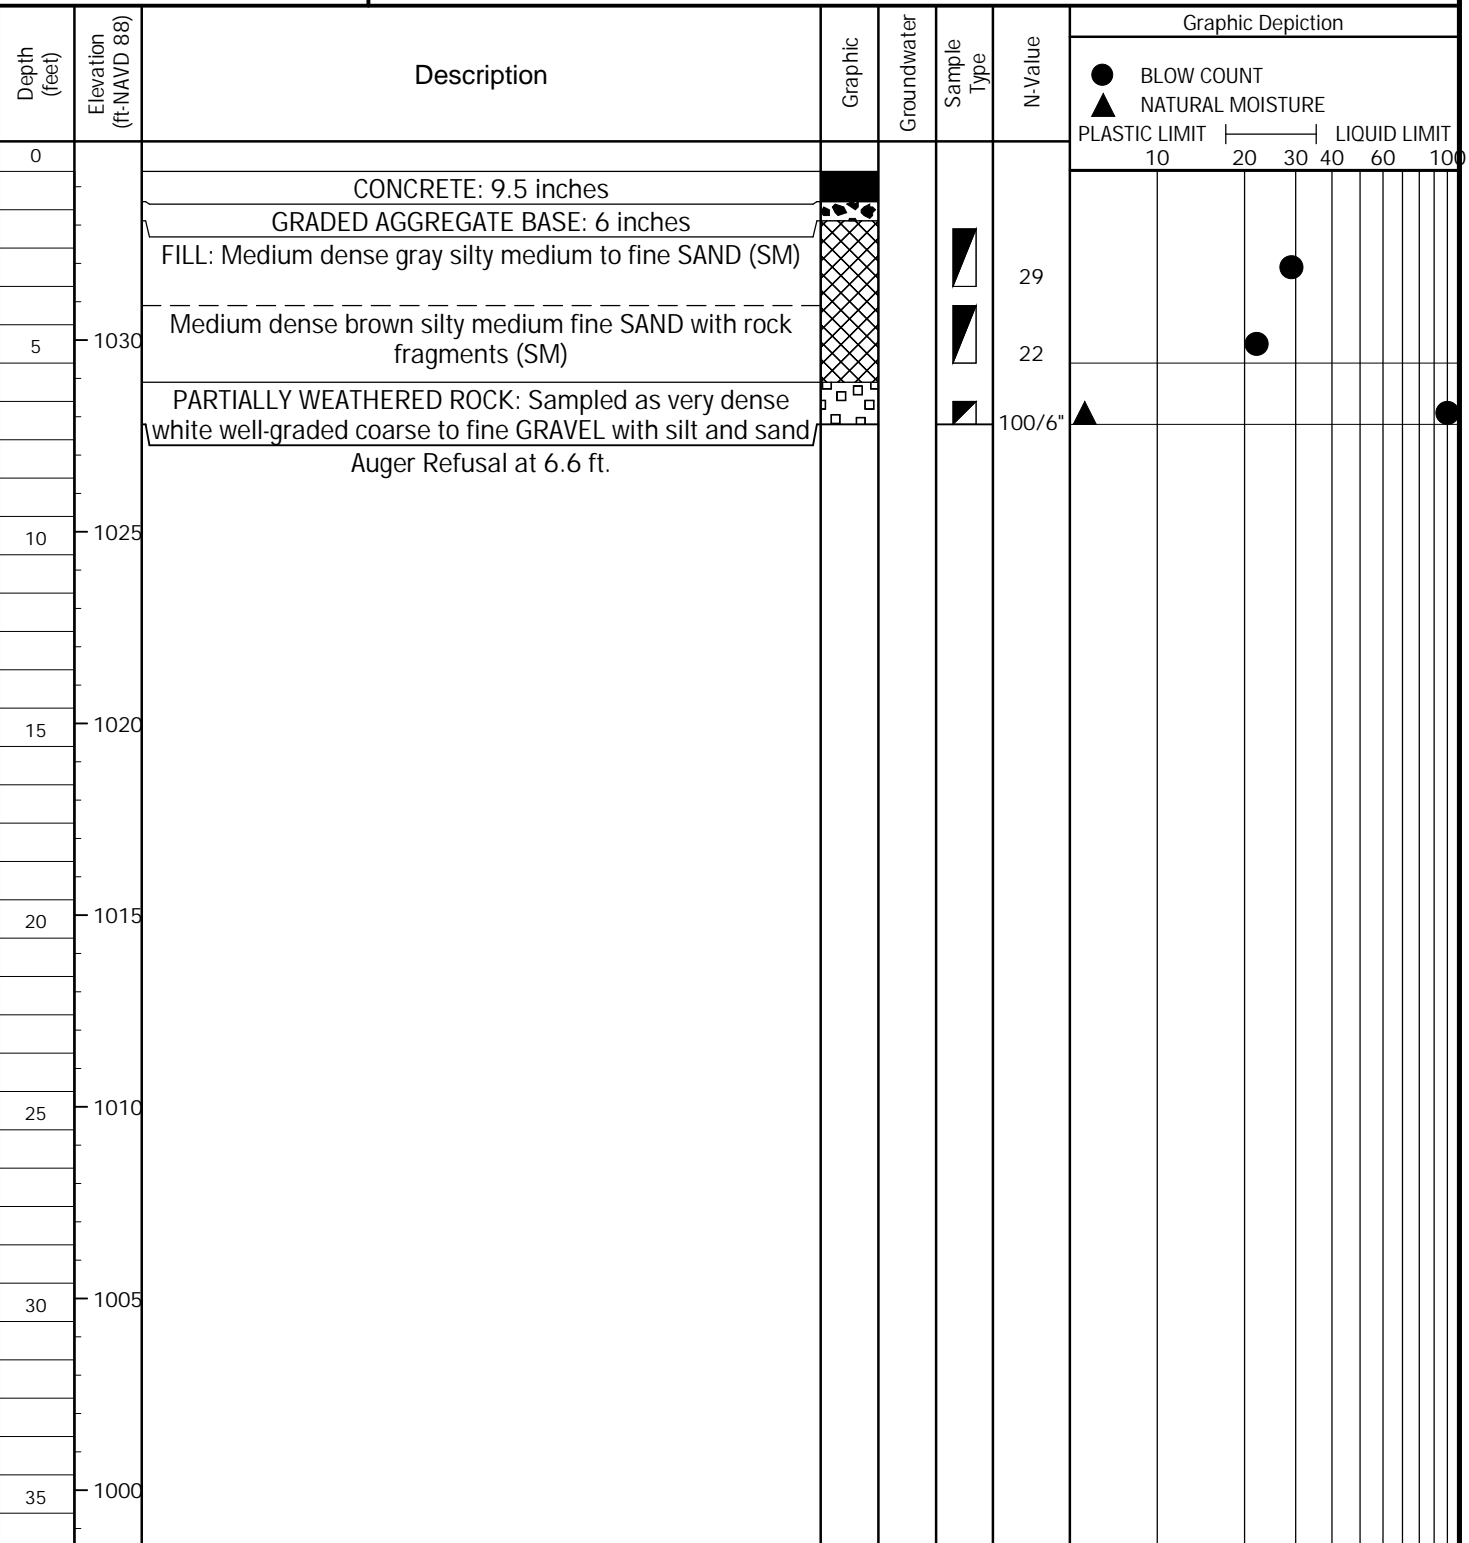 Depth
(feet)
Elevation
(ft-NAVD 88)
Description
Graphic
Groundwater
Sample
Type
N-Value
Graphic Depiction
BLOW COUNT
NATURAL MOISTURE
PLASTIC LIMIT LIQUID LIMIT
10 20 30 40 60 100
0
CONCRETE: 9.5 inches
GRADED AGGREGATE BASE: 6 inches
FILL: Medium dense gray silty medium to fine SAND (SM)
29
Medium dense brown silty medium fine SAND with rock
fragments (SM)
5
1030
22
PARTIALLY WEATHERED ROCK: Sampled as very dense
white well-graded coarse to fine GRAVEL with silt and sand
100/6"
Auger Refusal at 6.6 ft.
10
1025
15
1020
20
1015
25
1010
30
1005
35
1000